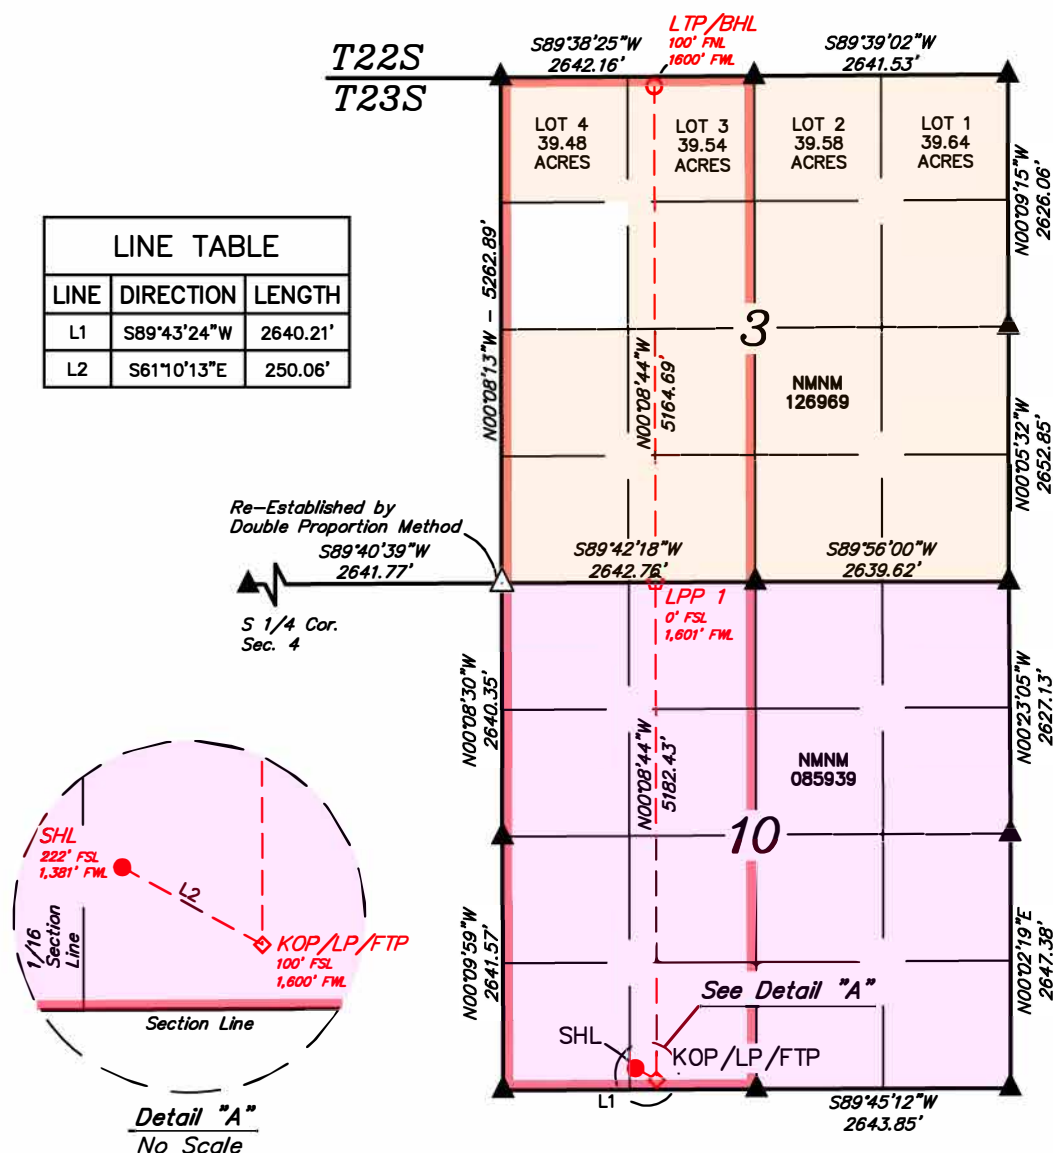 T22S
T23S
S89°38'25"W
2642.16'
LTP/BHL
100' FNL
1600' FWL
S89°39'02"W
2641.53'
LOT 4
39.48
ACRES
LOT 3
39.54
ACRES
LOT 2
39.58
ACRES
LOT 1
39.64
ACRES
N00°09'15"W
2626.06'
LINE TABLE
LINE DIRECTION LENGTH
L1 S89°43'24"W 2640.21'
L2 S61°10'13"E 250.06'
N00°08'13"W - 5262.89'
N00°08'44"W
5164.69'
3
NMNM
126969
N00°05'32"W
2652.85'
Re-Established by
Double Proportion Method
S89°40'39"W
2641.77'
S89°42'18"W
2642.76'
S89°56'00"W
2639.62'
S 1/4 Cor.
Sec. 4
LPP 1
0' FSL
1,601' FWL
N00°08'30"W
2640.35'
N00°08'44"W
5182.43'
NMNM
085939
N00°23'05"W
2627.13'
10
SHL
222' FSL
1,381' FWL
L2
KOP/LP/FTP
100' FSL
1,600' FWL
1/16
Section
Line
Section Line
Detail "A"
No Scale
N00°09'59"W
2641.57'
See Detail "A"
SHL
KOP/LP/FTP
L1
N00°02'19"E
2647.38'
S89°45'12"W
2643.85'